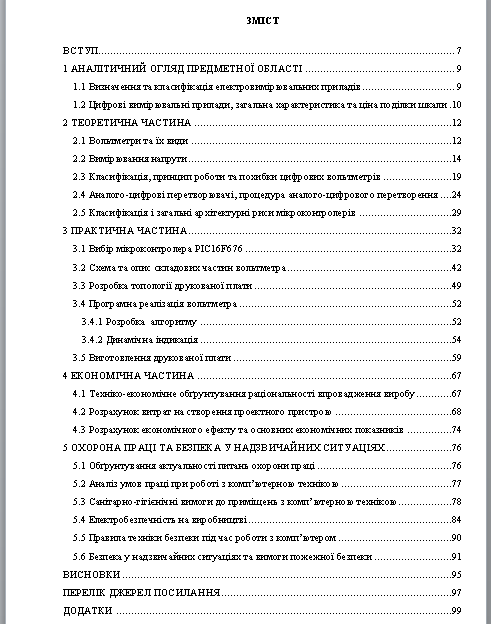 ЗМІСТ
ВСТУП 7
1 АНАЛІТИЧНИЙ ОГЛЯД ПРЕДМЕТНОЇ ОБЛАСТІ 9
1.1 Визначення та класифікація електровимірювальних приладів 9
1.2 Цифрові вимірювальні прилади, загальна характеристика та ціна поділки шкали 10
2 ТЕОРЕТИЧНА ЧАСТИНА 12
2.1 Вольтметри та їх види 12
2.2 Вимірювання напруги 14
2.3 Класифікація, принцип роботи та похибки цифрових вольтметрів 19
2.4 Аналого-цифрові перетворювачі, процедура аналого-цифрового перетворення 24
2.5 Класифікація і загальні архітектурні риси мікроконтролерів 29
3 ПРАКТИЧНА ЧАСТИНА 32
3.1 Вибір мікроконтролера PIC16F676 32
3.2 Схема та опис складових частин вольтметра 42
3.3 Розробка топології друкованої плати 49
3.4 Програмна реалізація вольтметра 52
3.4.1 Розробка алгоритму 52
3.4.2 Динамічна індикація 54
3.5 Виготовлення друкованої плати 59
4 ЕКОНОМІЧНА ЧАСТИНА 67
4.1 Техніко-економічне обґрунтування раціональності впровадження виробу 67
4.2 Розрахунок витрат на створення проектного пристрою 68
4.3 Розрахунок економічного ефекту та основних економічних показників 74
5 ОХОРОНА ПРАЦІ ТА БЕЗПЕКА У НАДЗВИЧАЙНИХ СИТУАЦІЯХ 76
5.1 Обґрунтування актуальності питань охорони праці 76
5.2 Аналіз умов праці при роботі з комп’ютерною технікою 77
5.3 Санітарно-гігієнічні вимоги до приміщень з комп’ютерною технікою 78
5.4 Електробезпечність на виробництві 84
5.5 Правила техніки безпеки під час роботи з комп’ютером 90
5.6 Безпека у надзвичайних ситуаціях та вимоги пожежної безпеки 91
ВИСНОВКИ 95
ПЕРЕЛІК ДЖЕРЕЛ ПОСИЛАННЯ 97
ДОДАТКИ 99